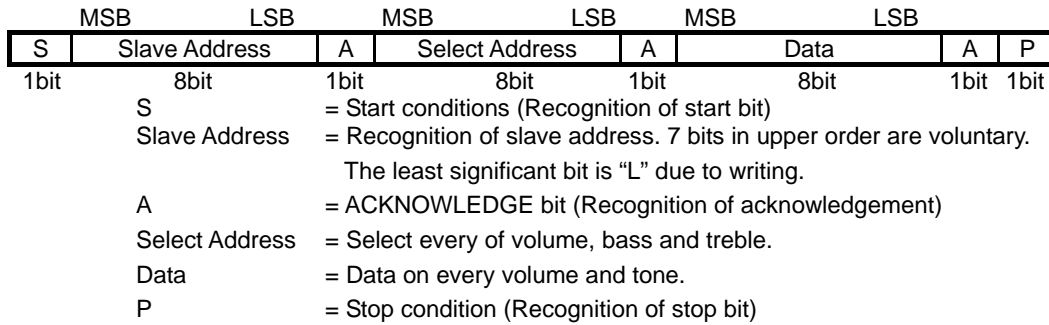 MSB LSB MSB LSB MSB LSB
S Slave Address A Select Address A Data A P
1bit 8bit 1bit 8bit 1bit 8bit 1bit 1bit
S = Start conditions (Recognition of start bit)
Slave Address = Recognition of slave address. 7 bits in upper order are voluntary.
The least significant bit is “L” due to writing.
A = ACKNOWLEDGE bit (Recognition of acknowledgement)
Select Address = Select every of volume, bass and treble.
Data = Data on every volume and tone.
P = Stop condition (Recognition of stop bit)